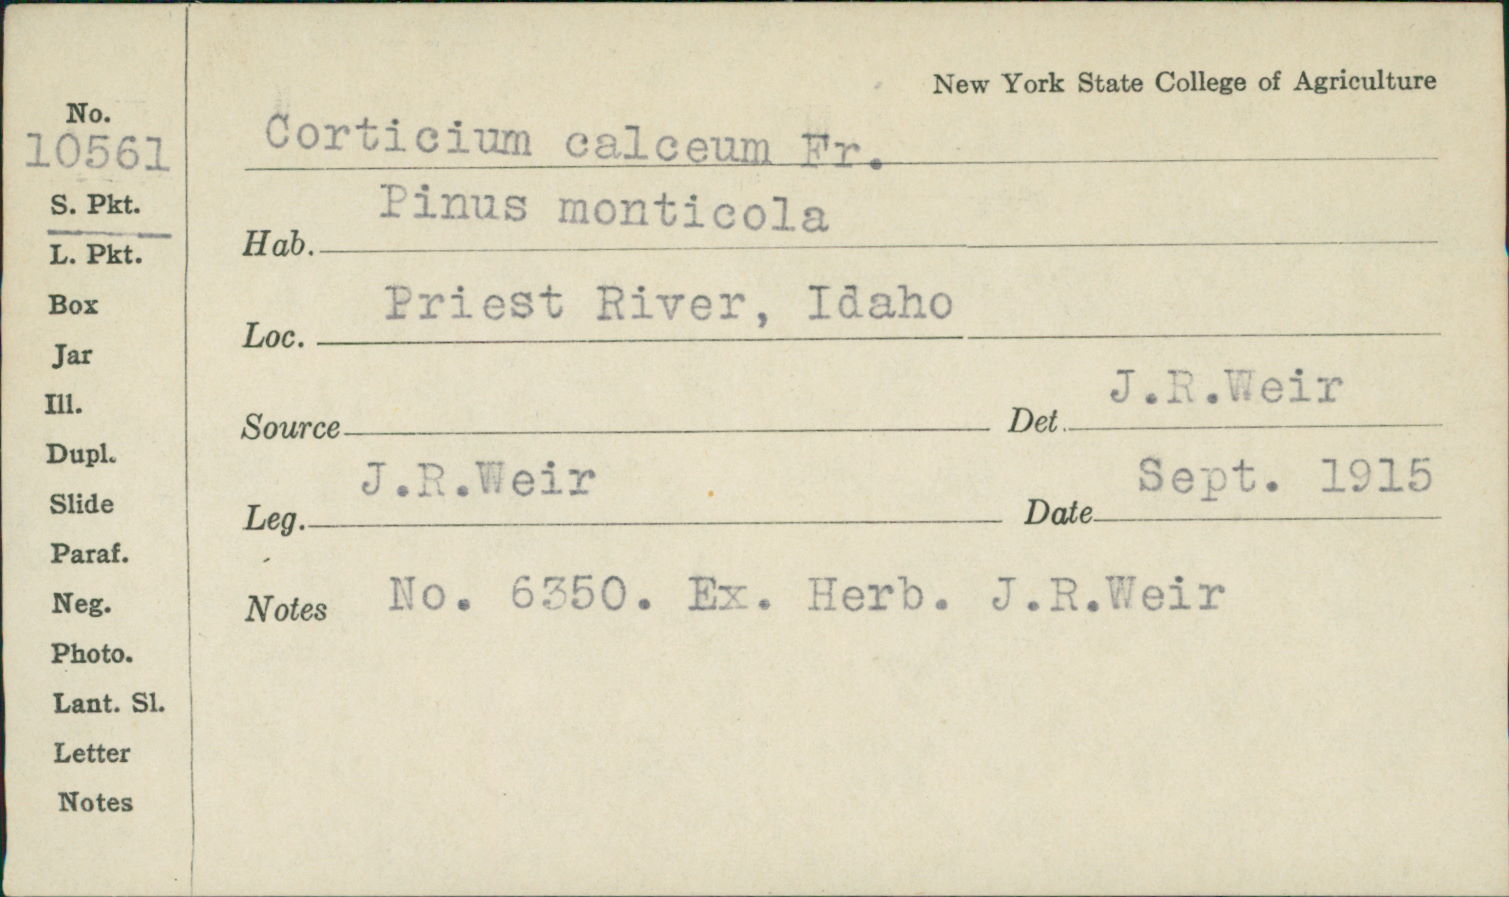 New York State College of Agriculture
No.
10561
S. Pkt.
L. Pkt.
Box
Jar
Ill.
Dupl.
Slide
Paraf.
Neg.
Photo.
Lant. Sl.
Letter
Notes
Corticium calceum Fr.
Hab. Pinus monticola
Loc. Priest River, Idaho
Source Det. J.R.Weir
Leg. J.R.Weir Date Sept. 1915
Notes No. 6350. Ex. Herb. J.R.Weir